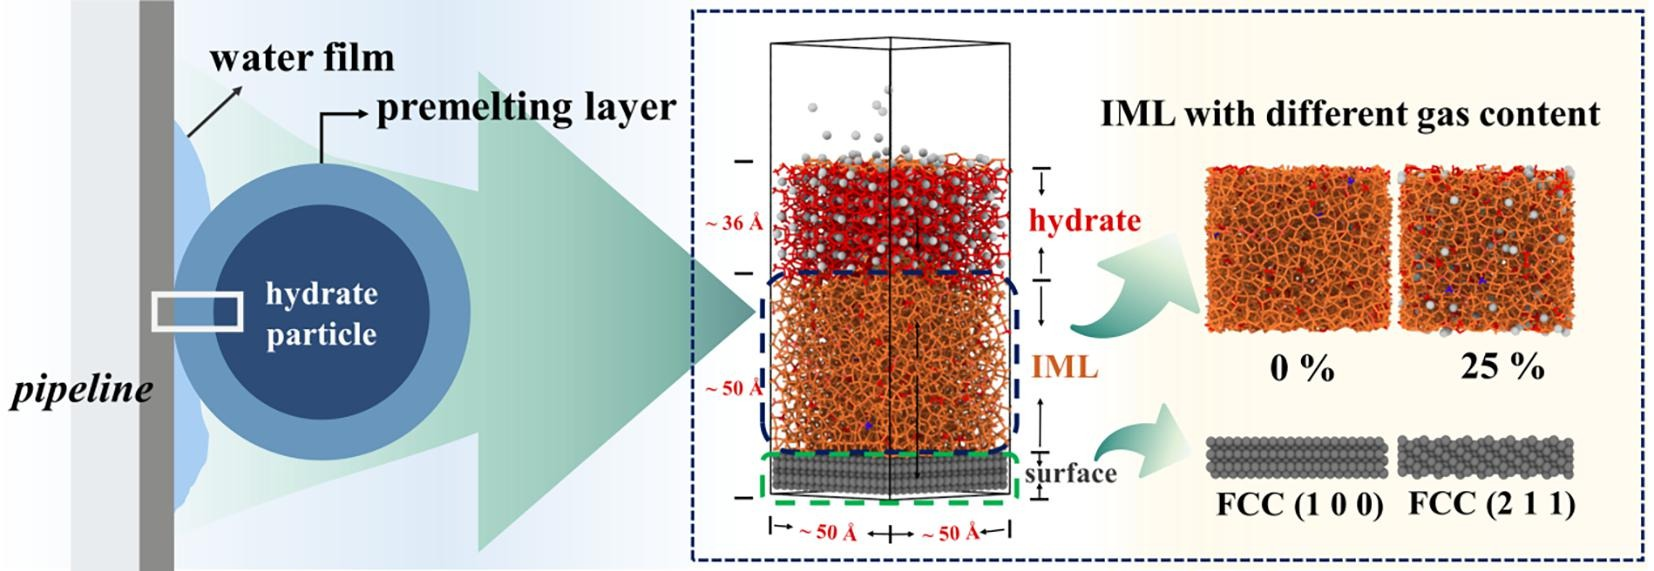 water film
premelting layer
hydrate
particle
pipeline
~ 36 Å
~ 50 Å
hydrate
IML
surface
~ 50 Å
~ 50 Å
IML with different gas content
0 %
25 %
FCC (1 0 0)
FCC (2 1 1)